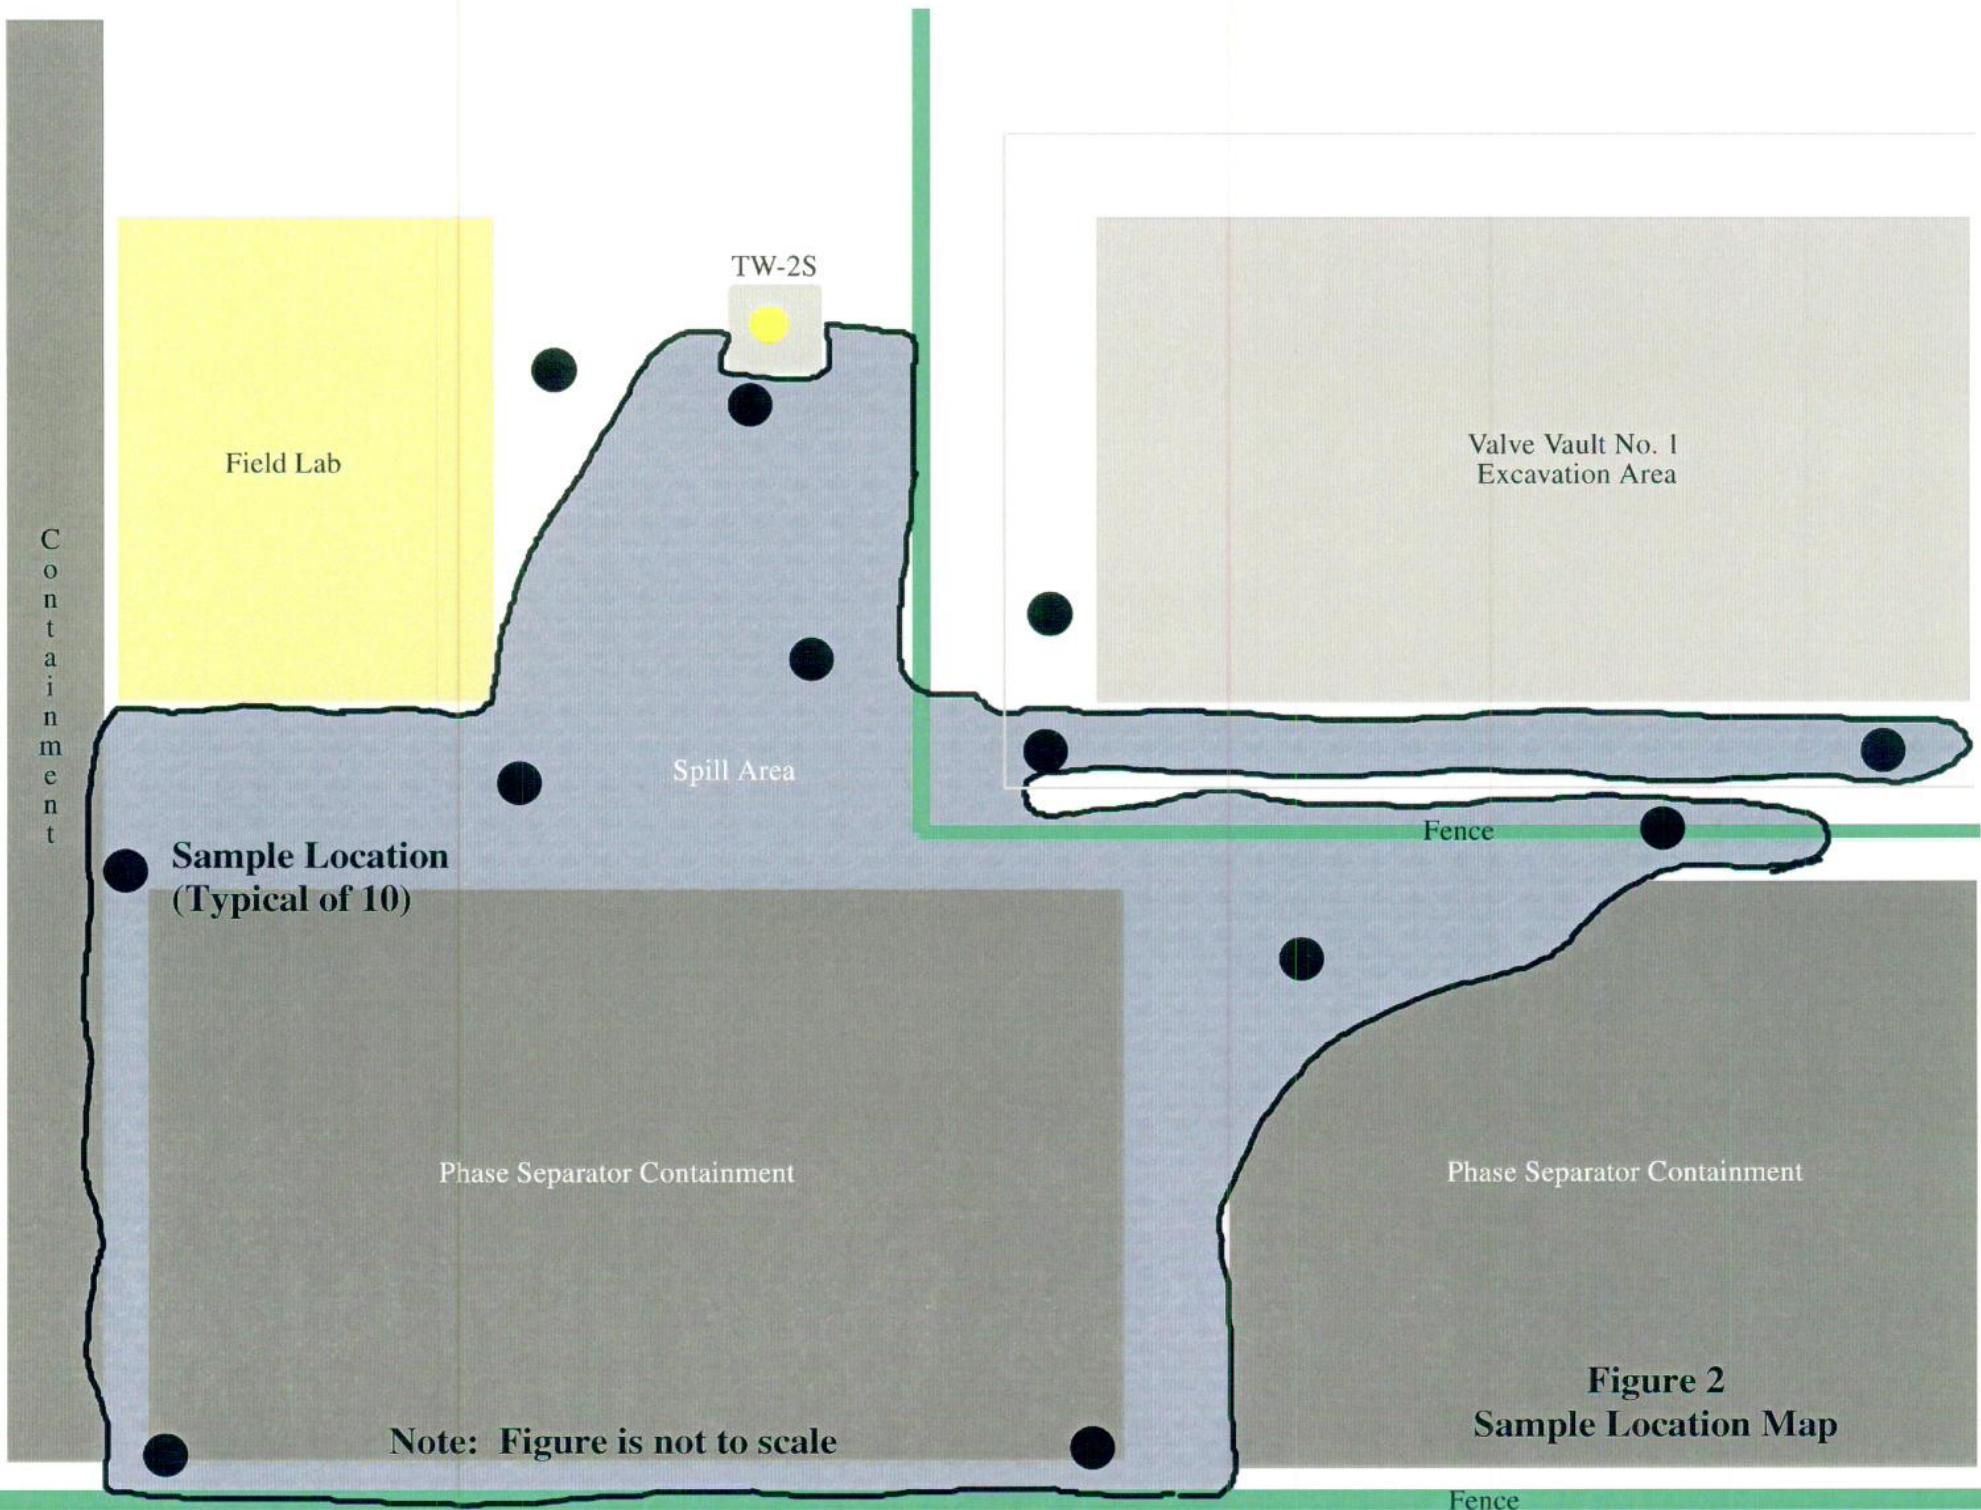 TW-2S
Field Lab
Valve Vault No. 1
Excavation Area
Containment
Spill Area
Fence
Sample Location
(Typical of 10)
Phase Separator Containment
Phase Separator Containment
Figure 2
Sample Location Map
Note: Figure is not to scale
Fence